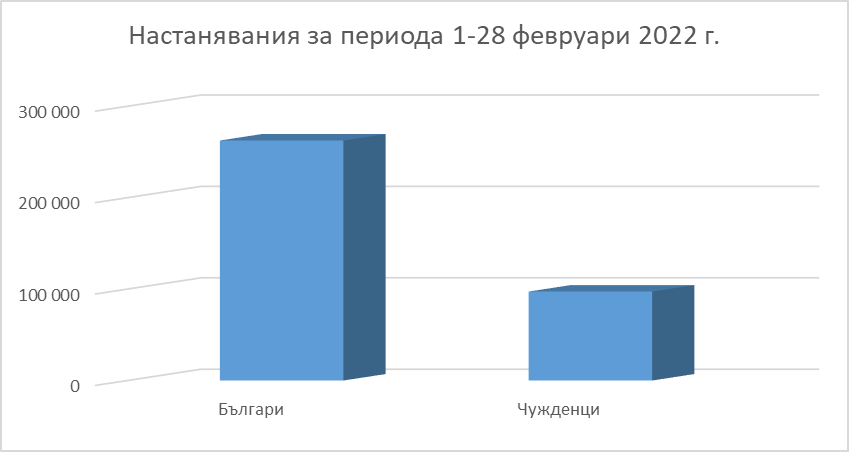 Настанявания за периода 1-28 февруари 2022 г.
300 000
200 000
100 000
0
Българи
Чужденци